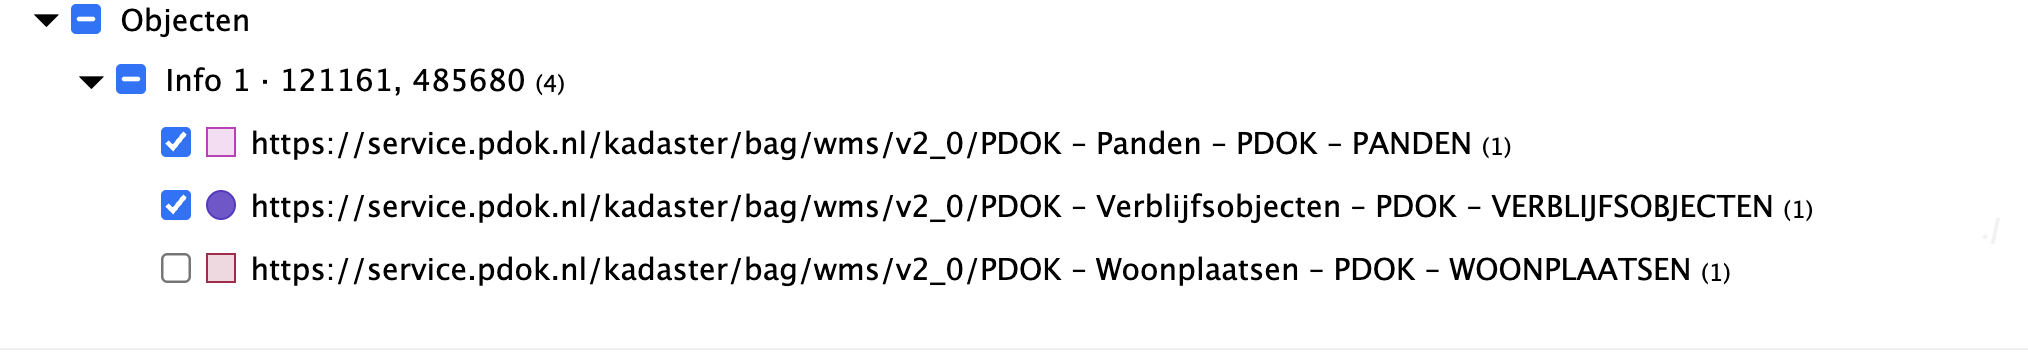 Objecten
Info 1 · 121161, 485680 (4)
https://service.pdok.nl/kadaster/bag/wms/v2_0/PDOK – Panden – PDOK – PANDEN (1)
https://service.pdok.nl/kadaster/bag/wms/v2_0/PDOK – Verblijfsobjecten – PDOK – VERBLIJFSOBJECTEN (1)
https://service.pdok.nl/kadaster/bag/wms/v2_0/PDOK – Woonplaatsen – PDOK – WOONPLAATSEN (1)